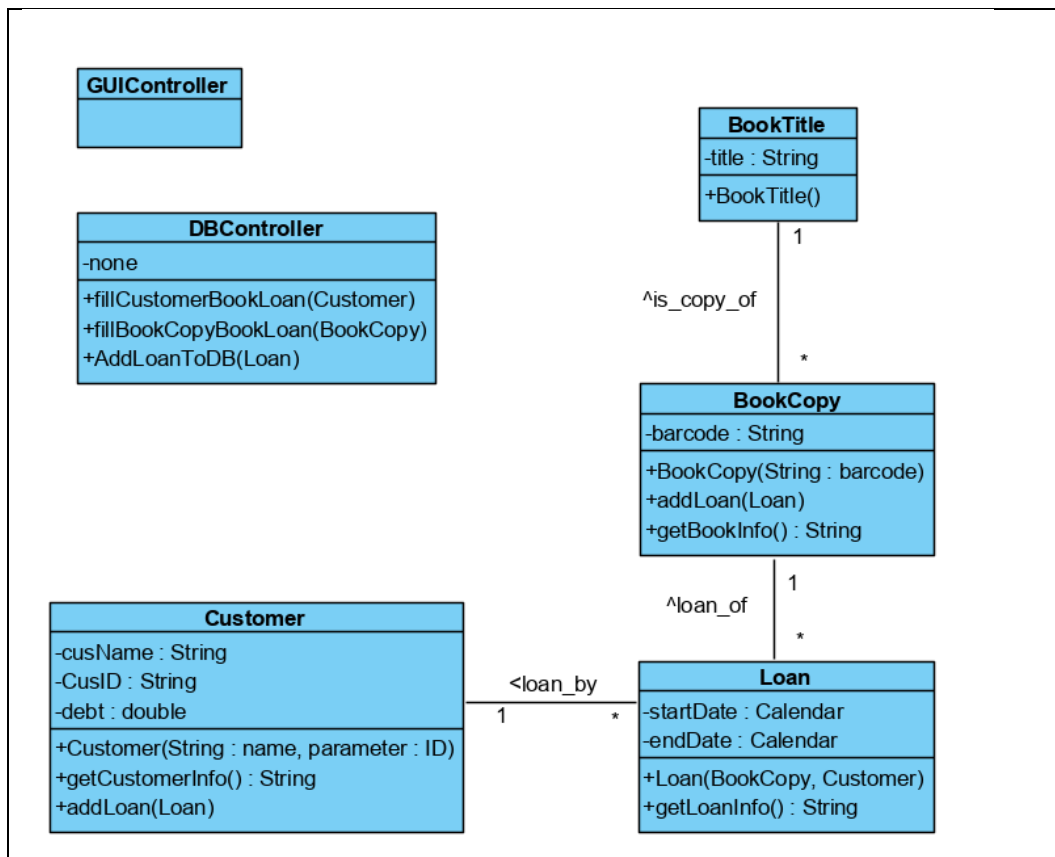 GUIController
DBController
-none
+fillCustomerBookLoan(Customer)
+fillBookCopyBookLoan(BookCopy)
+AddLoanToDB(Loan)
BookTitle
-title : String
+BookTitle()
1
^is_copy_of
*
BookCopy
-barcode : String
+BookCopy(String : barcode)
+addLoan(Loan)
+getBookInfo() : String
1
^loan_of
*
Customer
-cusName : String
-CusID : String
-debt : double
+Customer(String : name, parameter : ID)
+getCustomerInfo() : String
+addLoan(Loan)
<loan_by
1
*
Loan
-startDate : Calendar
-endDate : Calendar
+Loan(BookCopy, Customer)
+getLoanInfo() : String